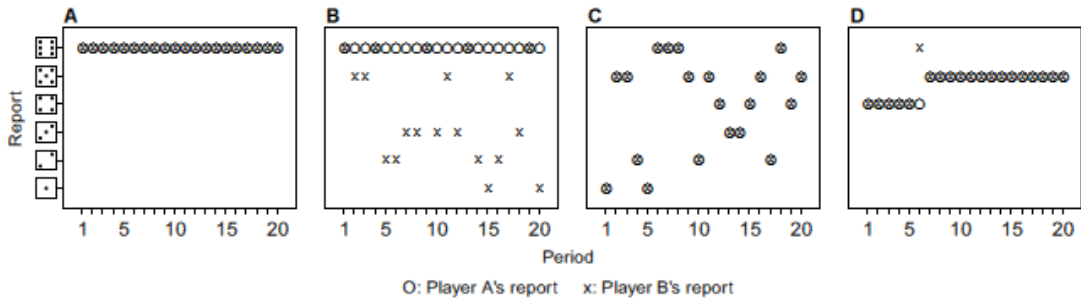 A B C D
Report
1 5 10 15 20 1 5 10 15 20 1 5 10 15 20 1 5 10 15 20
Period
O: Player A's report x: Player B's report